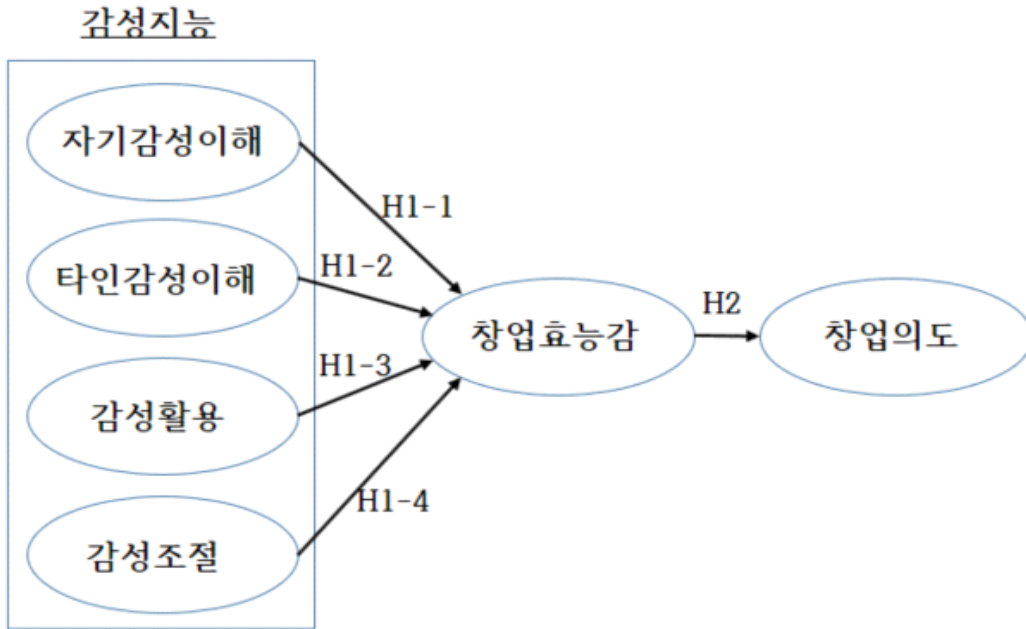 감성지능
자기감성이해
H1-1
타인감성이해
H1-2
창업효능감
H2
창업의도
H1-3
감성활용
H1-4
감성조절